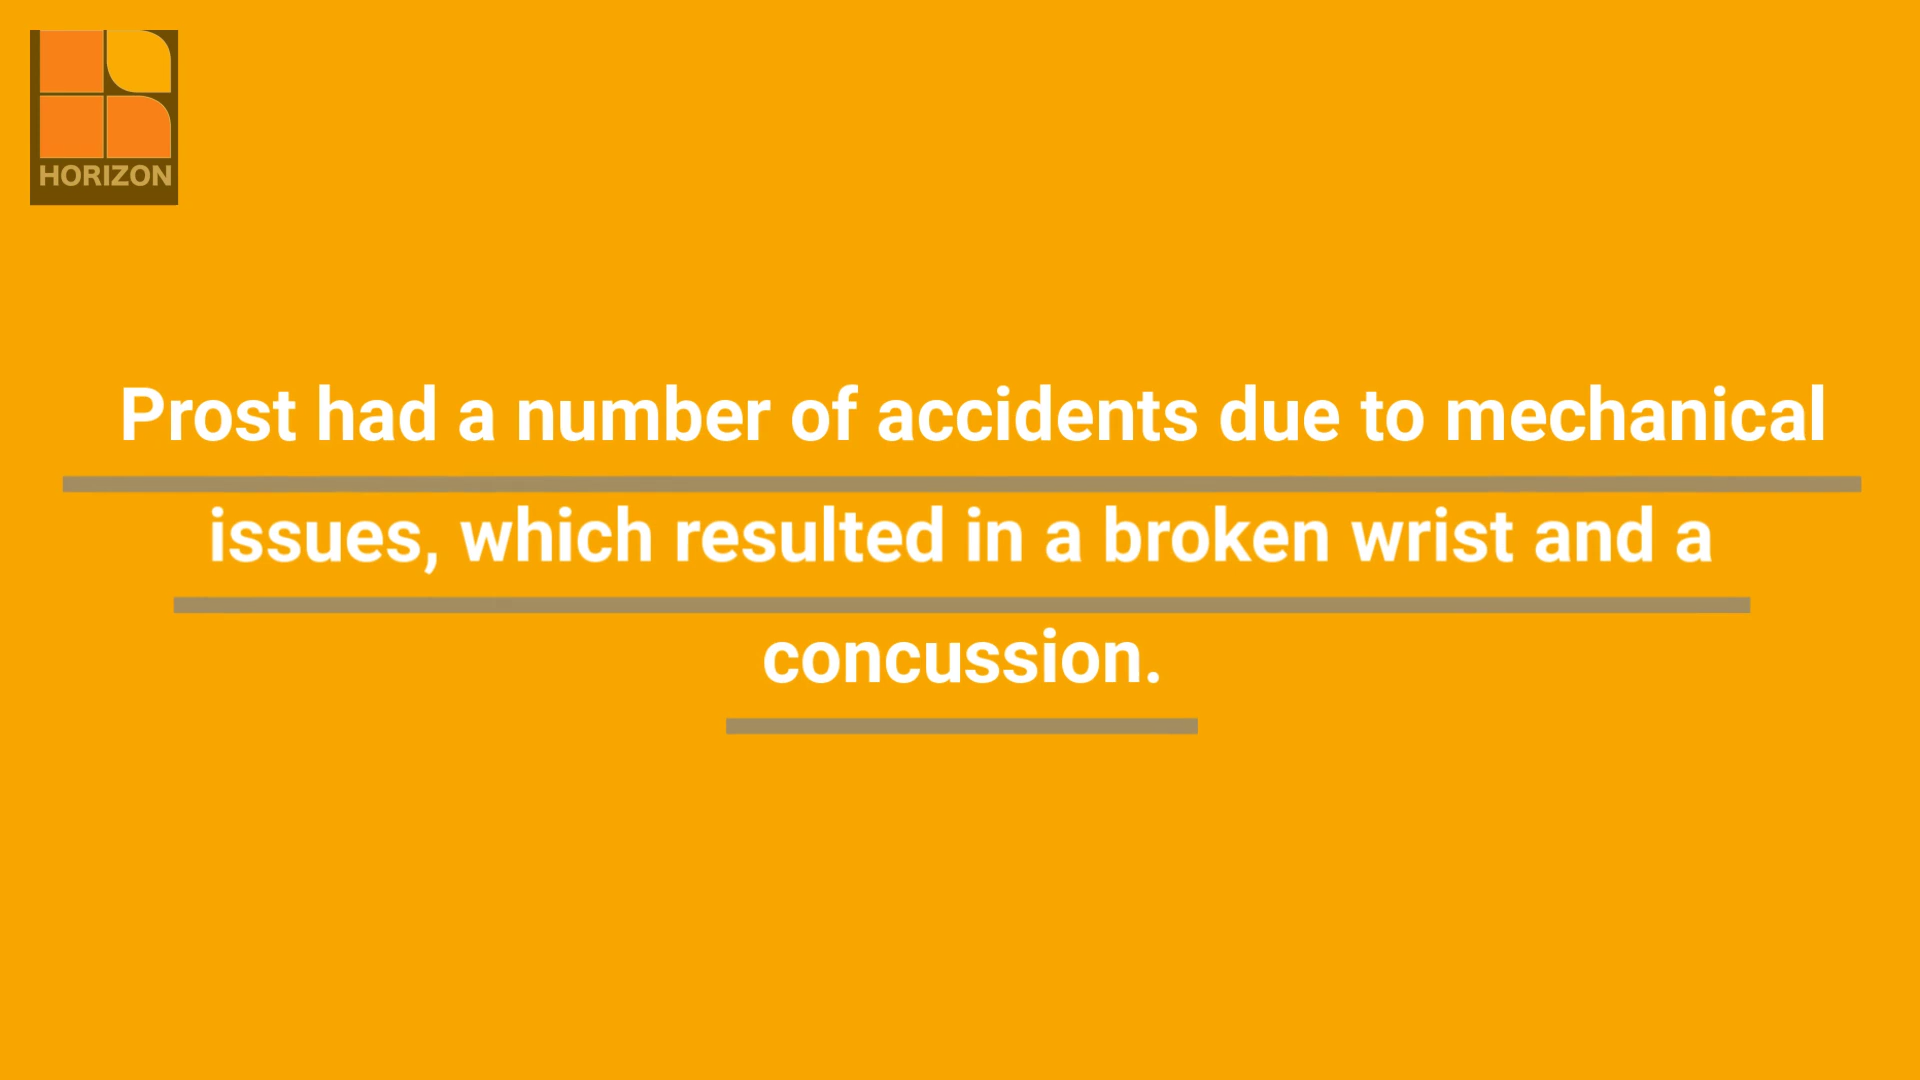 HORIZON
Prost had a number of accidents due to mechanical
issues, which resulted in a broken wrist and a
concussion.